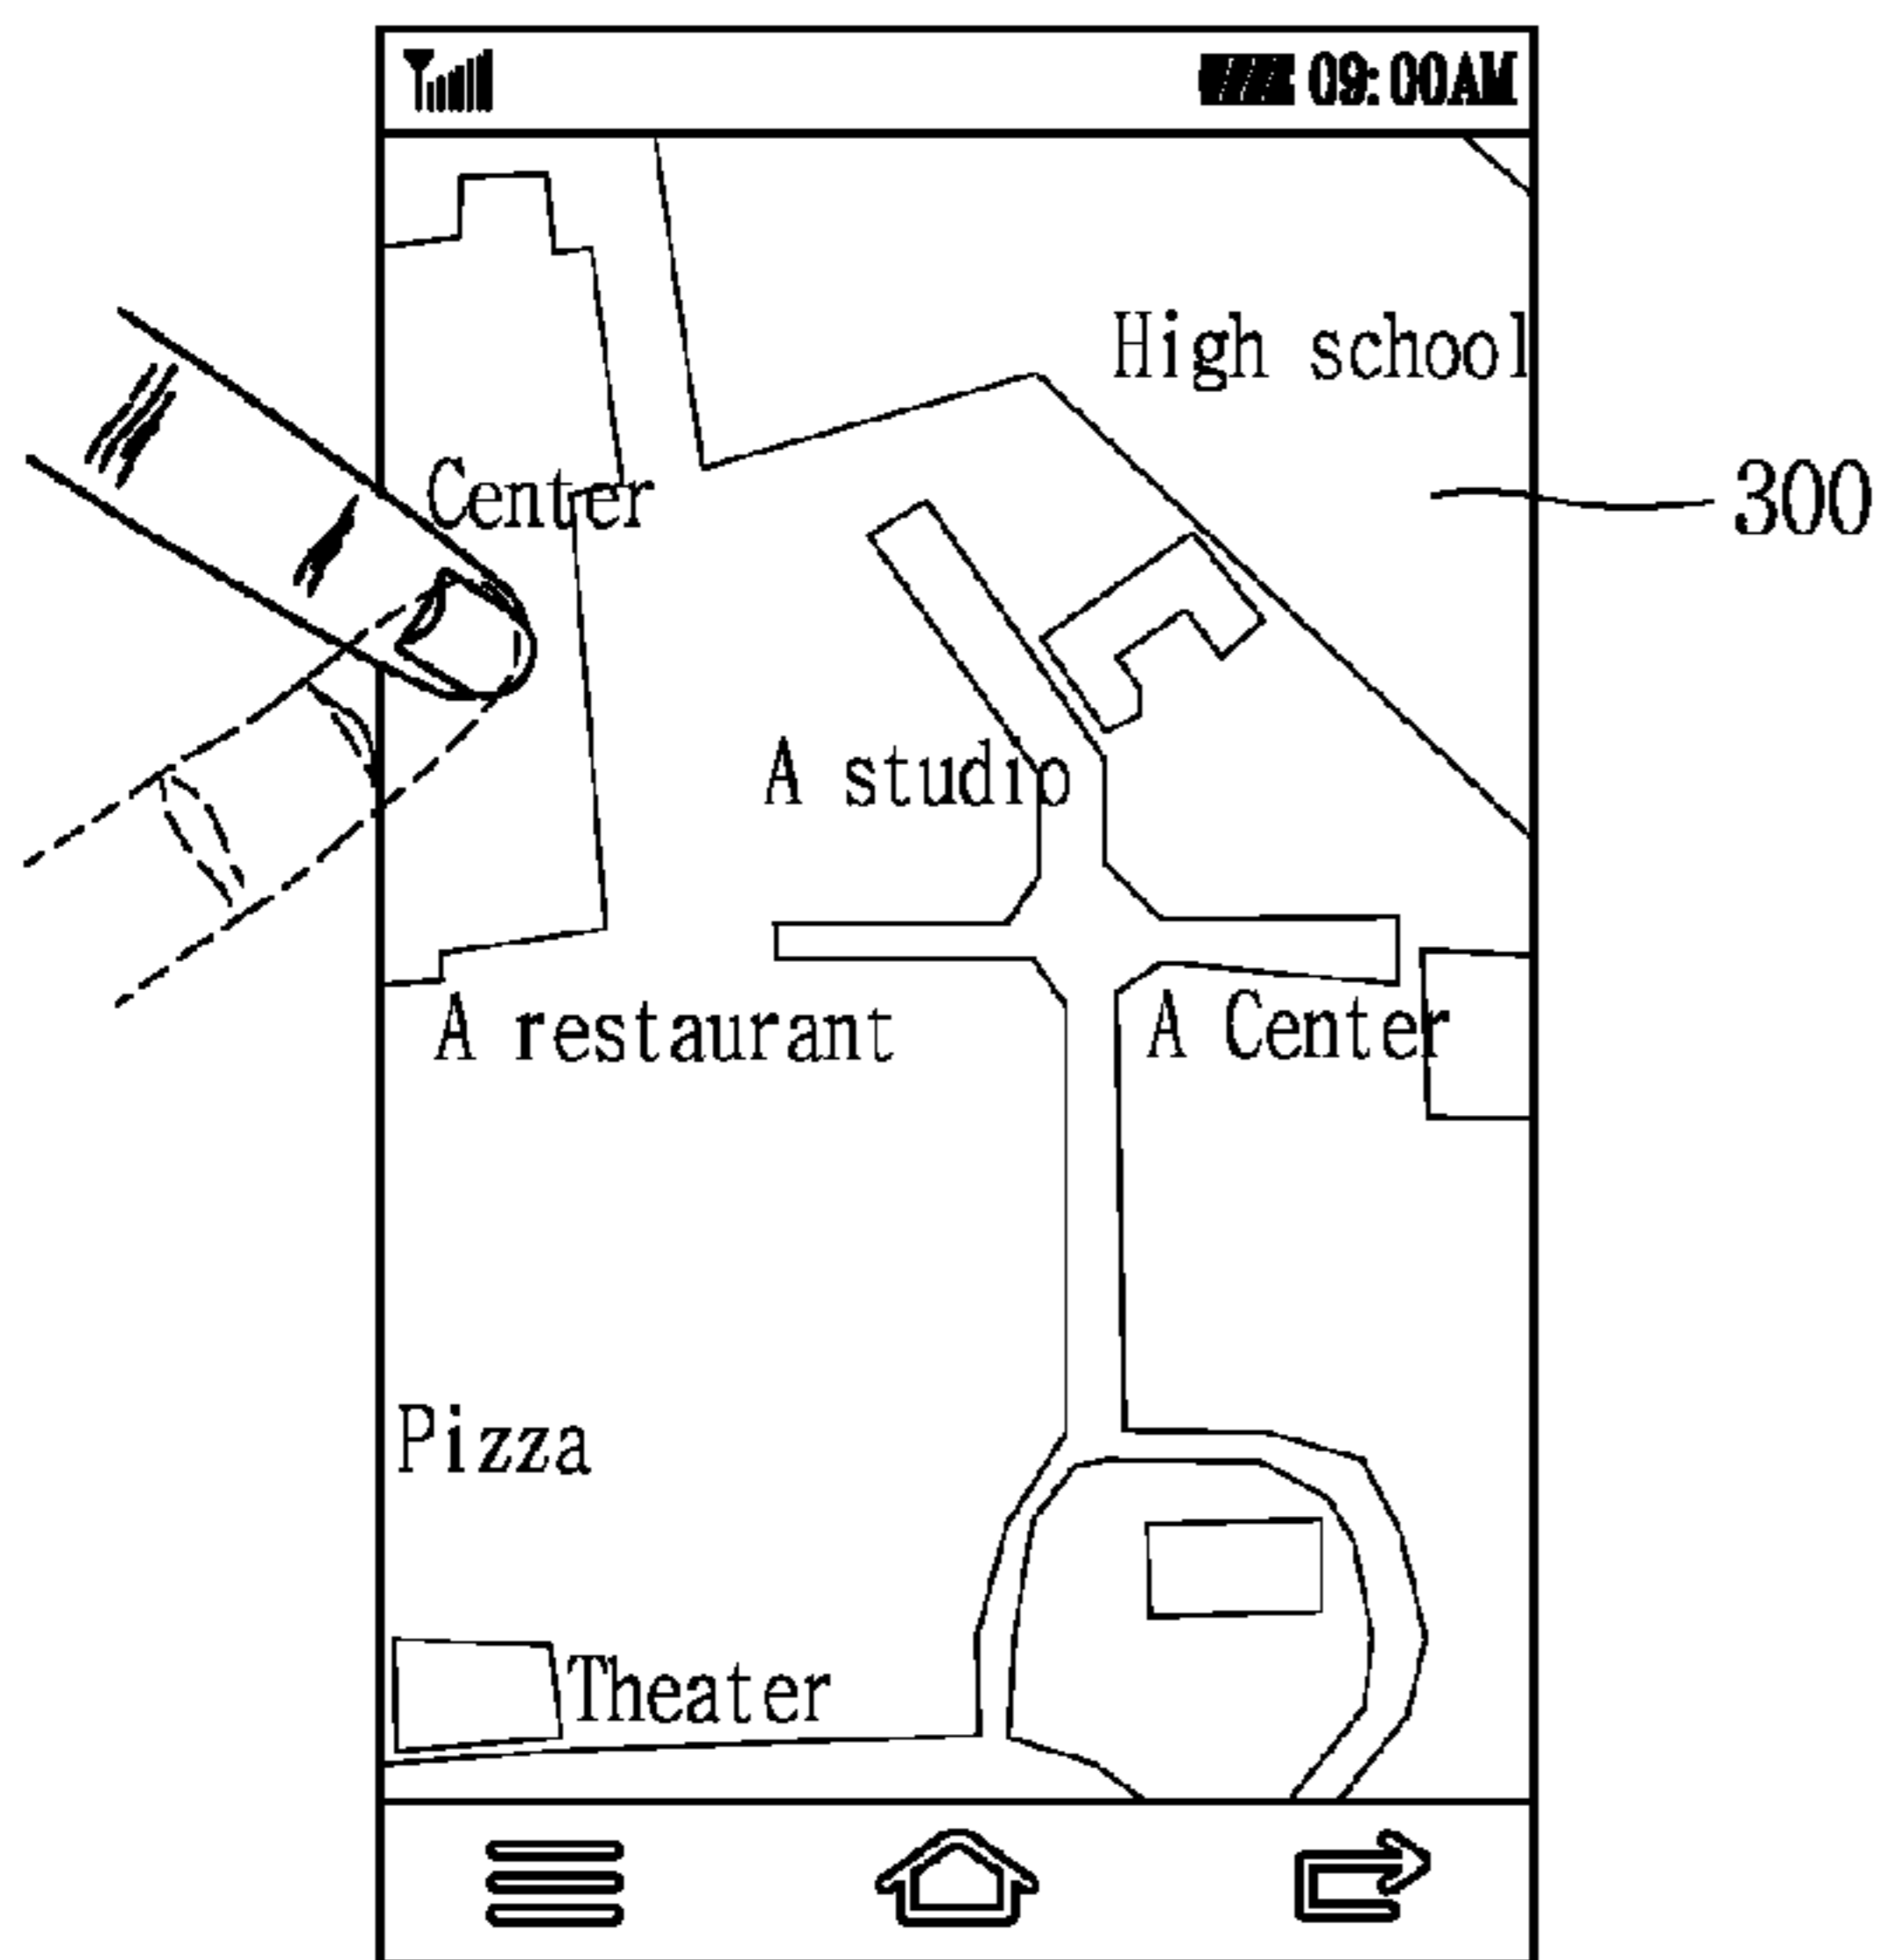 09:00AM
High school
Center
300
A studio
A restaurant
A Center
Pizza
Theater